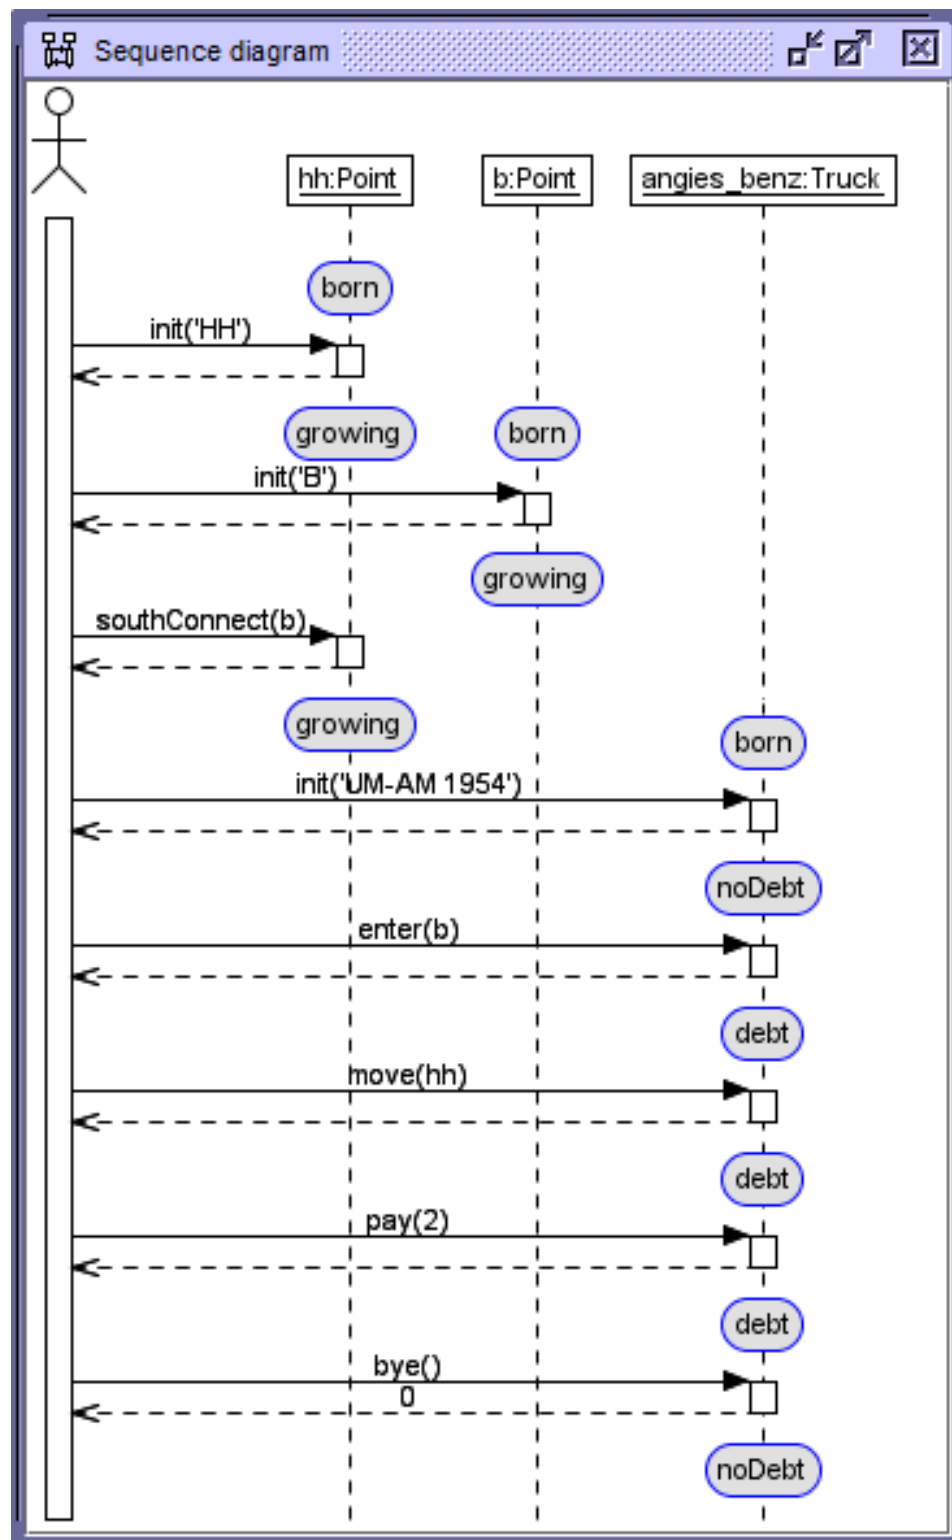 Sequence diagram
hh:Point
b:Point
angies_benz:Truck
born
init('HH')
growing
born
init('B')
growing
southConnect(b)
growing
born
init('UM-AM 1954')
noDebt
enter(b)
debt
move(hh)
debt
pay(2)
debt
bye()
0
noDebt